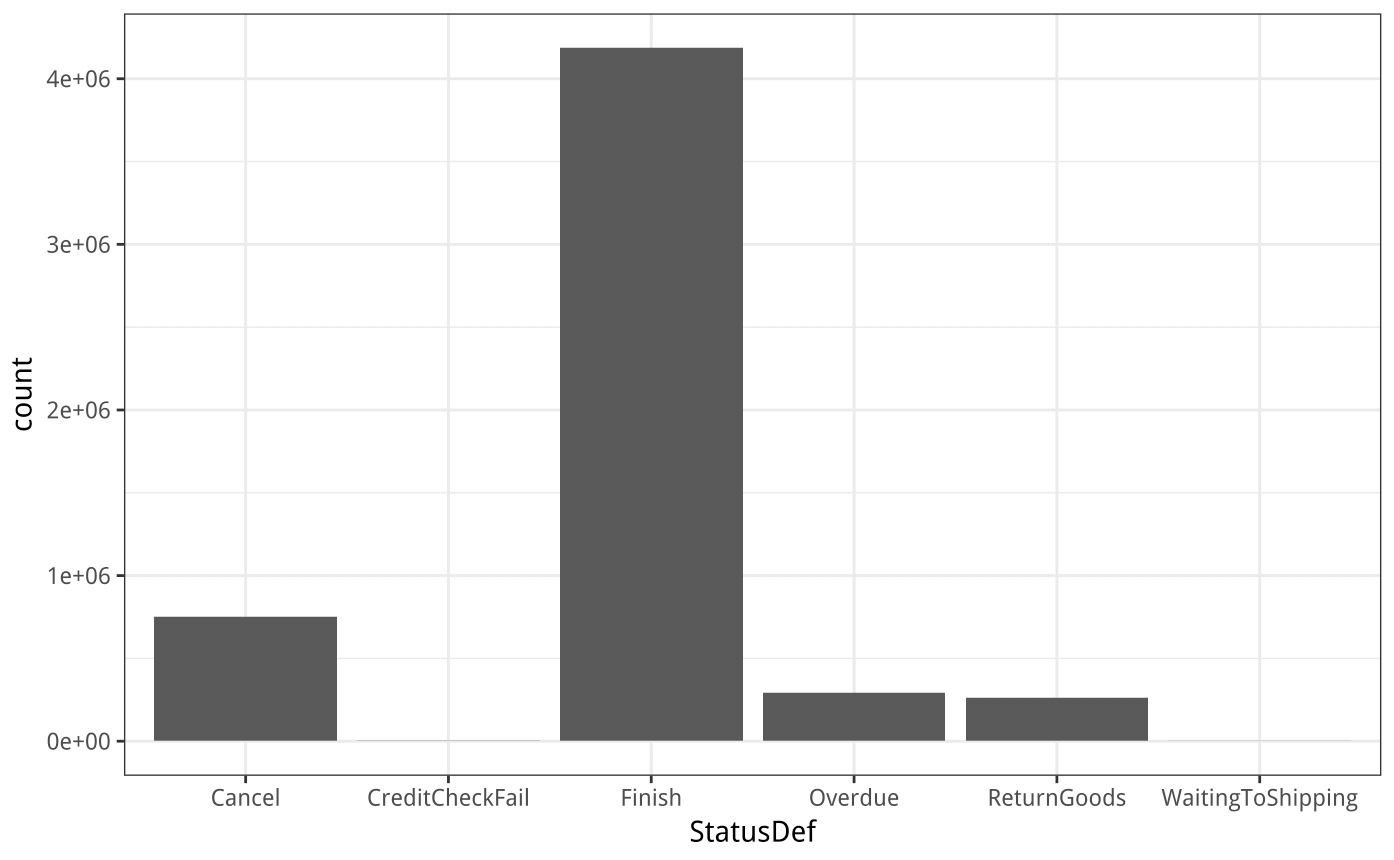 4e+06
3e+06
2e+06
1e+06
0e+00
count
Cancel CreditCheckFail Finish Overdue ReturnGoods WaitingToShipping
StatusDef